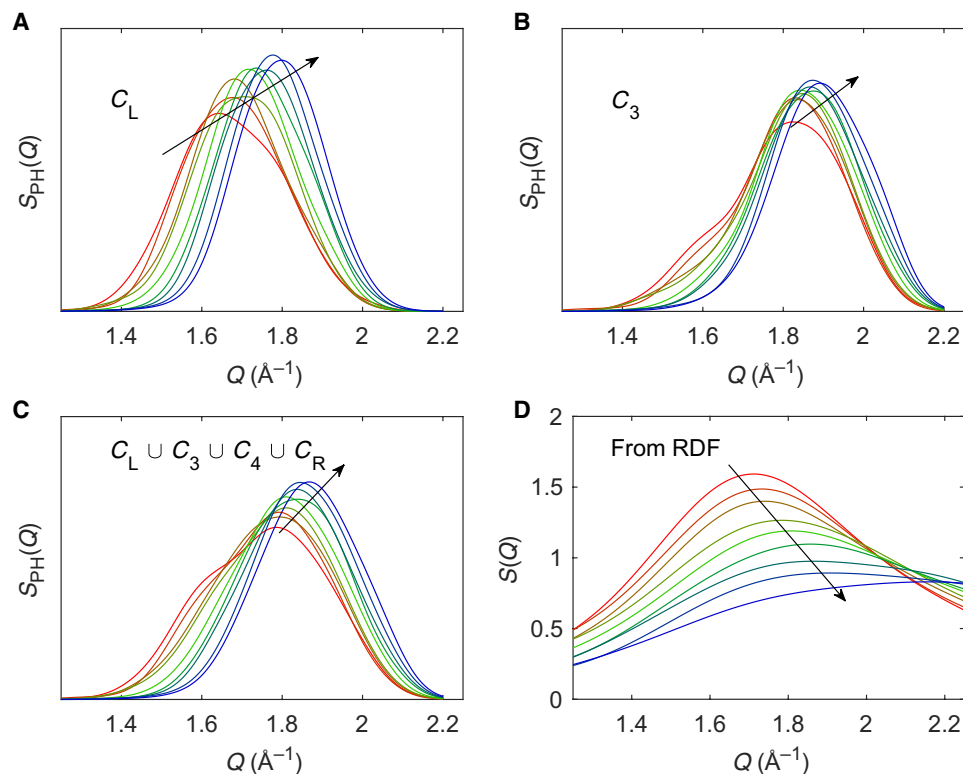 A
C_L
S_PH(Q)
1.4 1.6 1.8 2 2.2
Q (Å⁻¹)
B
C_3
S_PH(Q)
1.4 1.6 1.8 2 2.2
Q (Å⁻¹)
C
C_L ∪ C_3 ∪ C_4 ∪ C_R
S_PH(Q)
1.4 1.6 1.8 2 2.2
Q (Å⁻¹)
D
From RDF
S(Q)
2
1.5
1
0.5
0
1.4 1.6 1.8 2 2.2
Q (Å⁻¹)